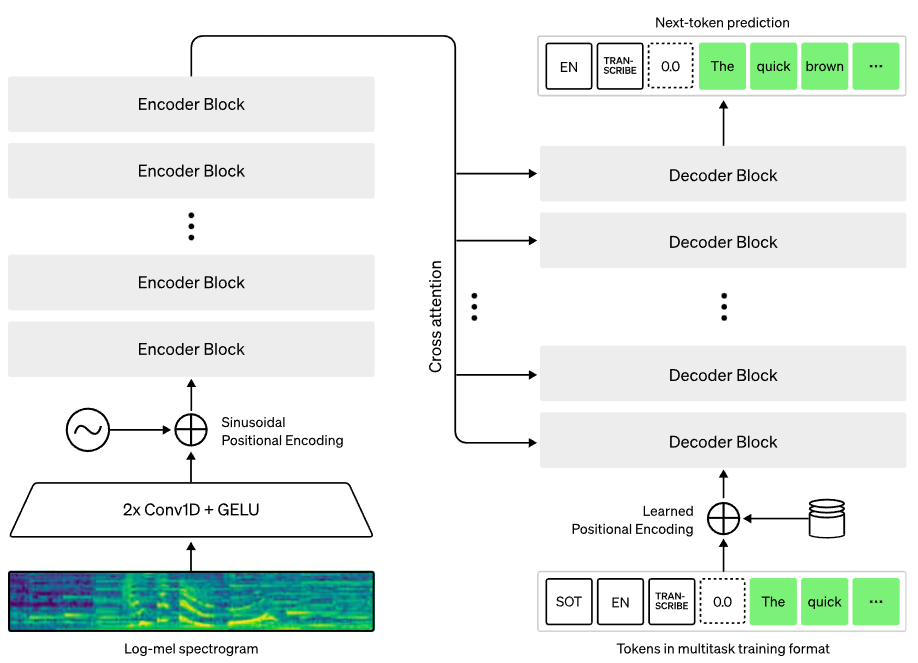 Next-token prediction
EN TRAN-SCRIBE 0.0 The quick brown ...
Encoder Block
Encoder Block
Encoder Block
Encoder Block
Sinusoidal
Positional Encoding
2x Conv1D + GELU
Log-mel spectrogram
Cross attention
Decoder Block
Decoder Block
Decoder Block
Decoder Block
Learned
Positional Encoding
SOT EN TRAN-SCRIBE 0.0 The quick ...
Tokens in multitask training format